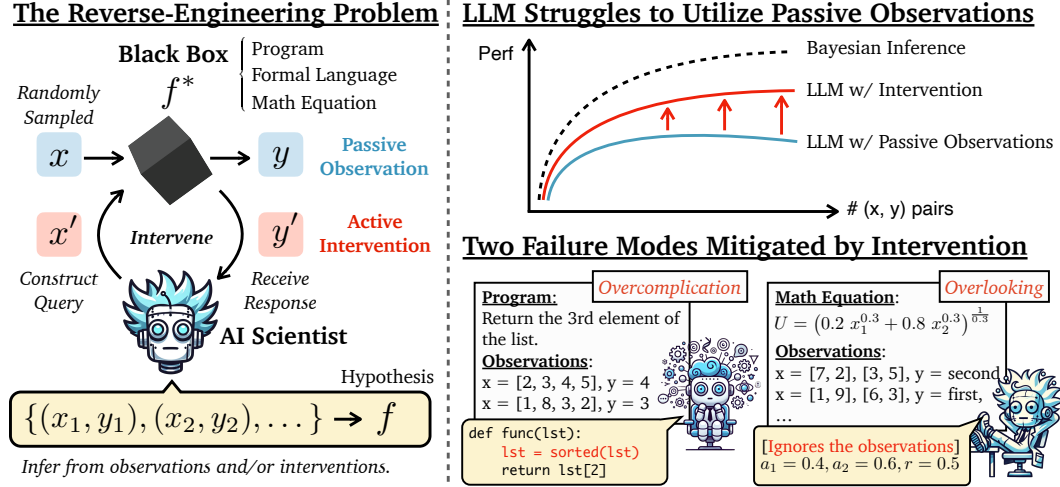 The Reverse-Engineering Problem
Black Box
f*
Program
Formal Language
Math Equation
Randomly
Sampled
x
y
Passive
Observation
x′
Intervene
y′
Active
Intervention
Construct
Query
Receive
Response
AI Scientist
Hypothesis
{(x₁, y₁), (x₂, y₂), . . . } → f
Infer from observations and/or interventions.
LLM Struggles to Utilize Passive Observations
Perf
Bayesian Inference
LLM w/ Intervention
LLM w/ Passive Observations
# (x, y) pairs
Two Failure Modes Mitigated by Intervention
Overcomplication
Program:
Return the 3rd element of
the list.
Observations:
x = [2, 3, 4, 5], y = 4
x = [1, 8, 3, 2], y = 3
def func(lst):
lst = sorted(lst)
return lst[2]
Overlooking
Math Equation:
U = (0.2 x₁^0.3 + 0.8 x₂^0.3)^(1/0.3)
Observations:
x = [7, 2], [3, 5], y = second
x = [1, 9], [6, 3], y = first,
...
[Ignores the observations]
a₁ = 0.4, a₂ = 0.6, r = 0.5